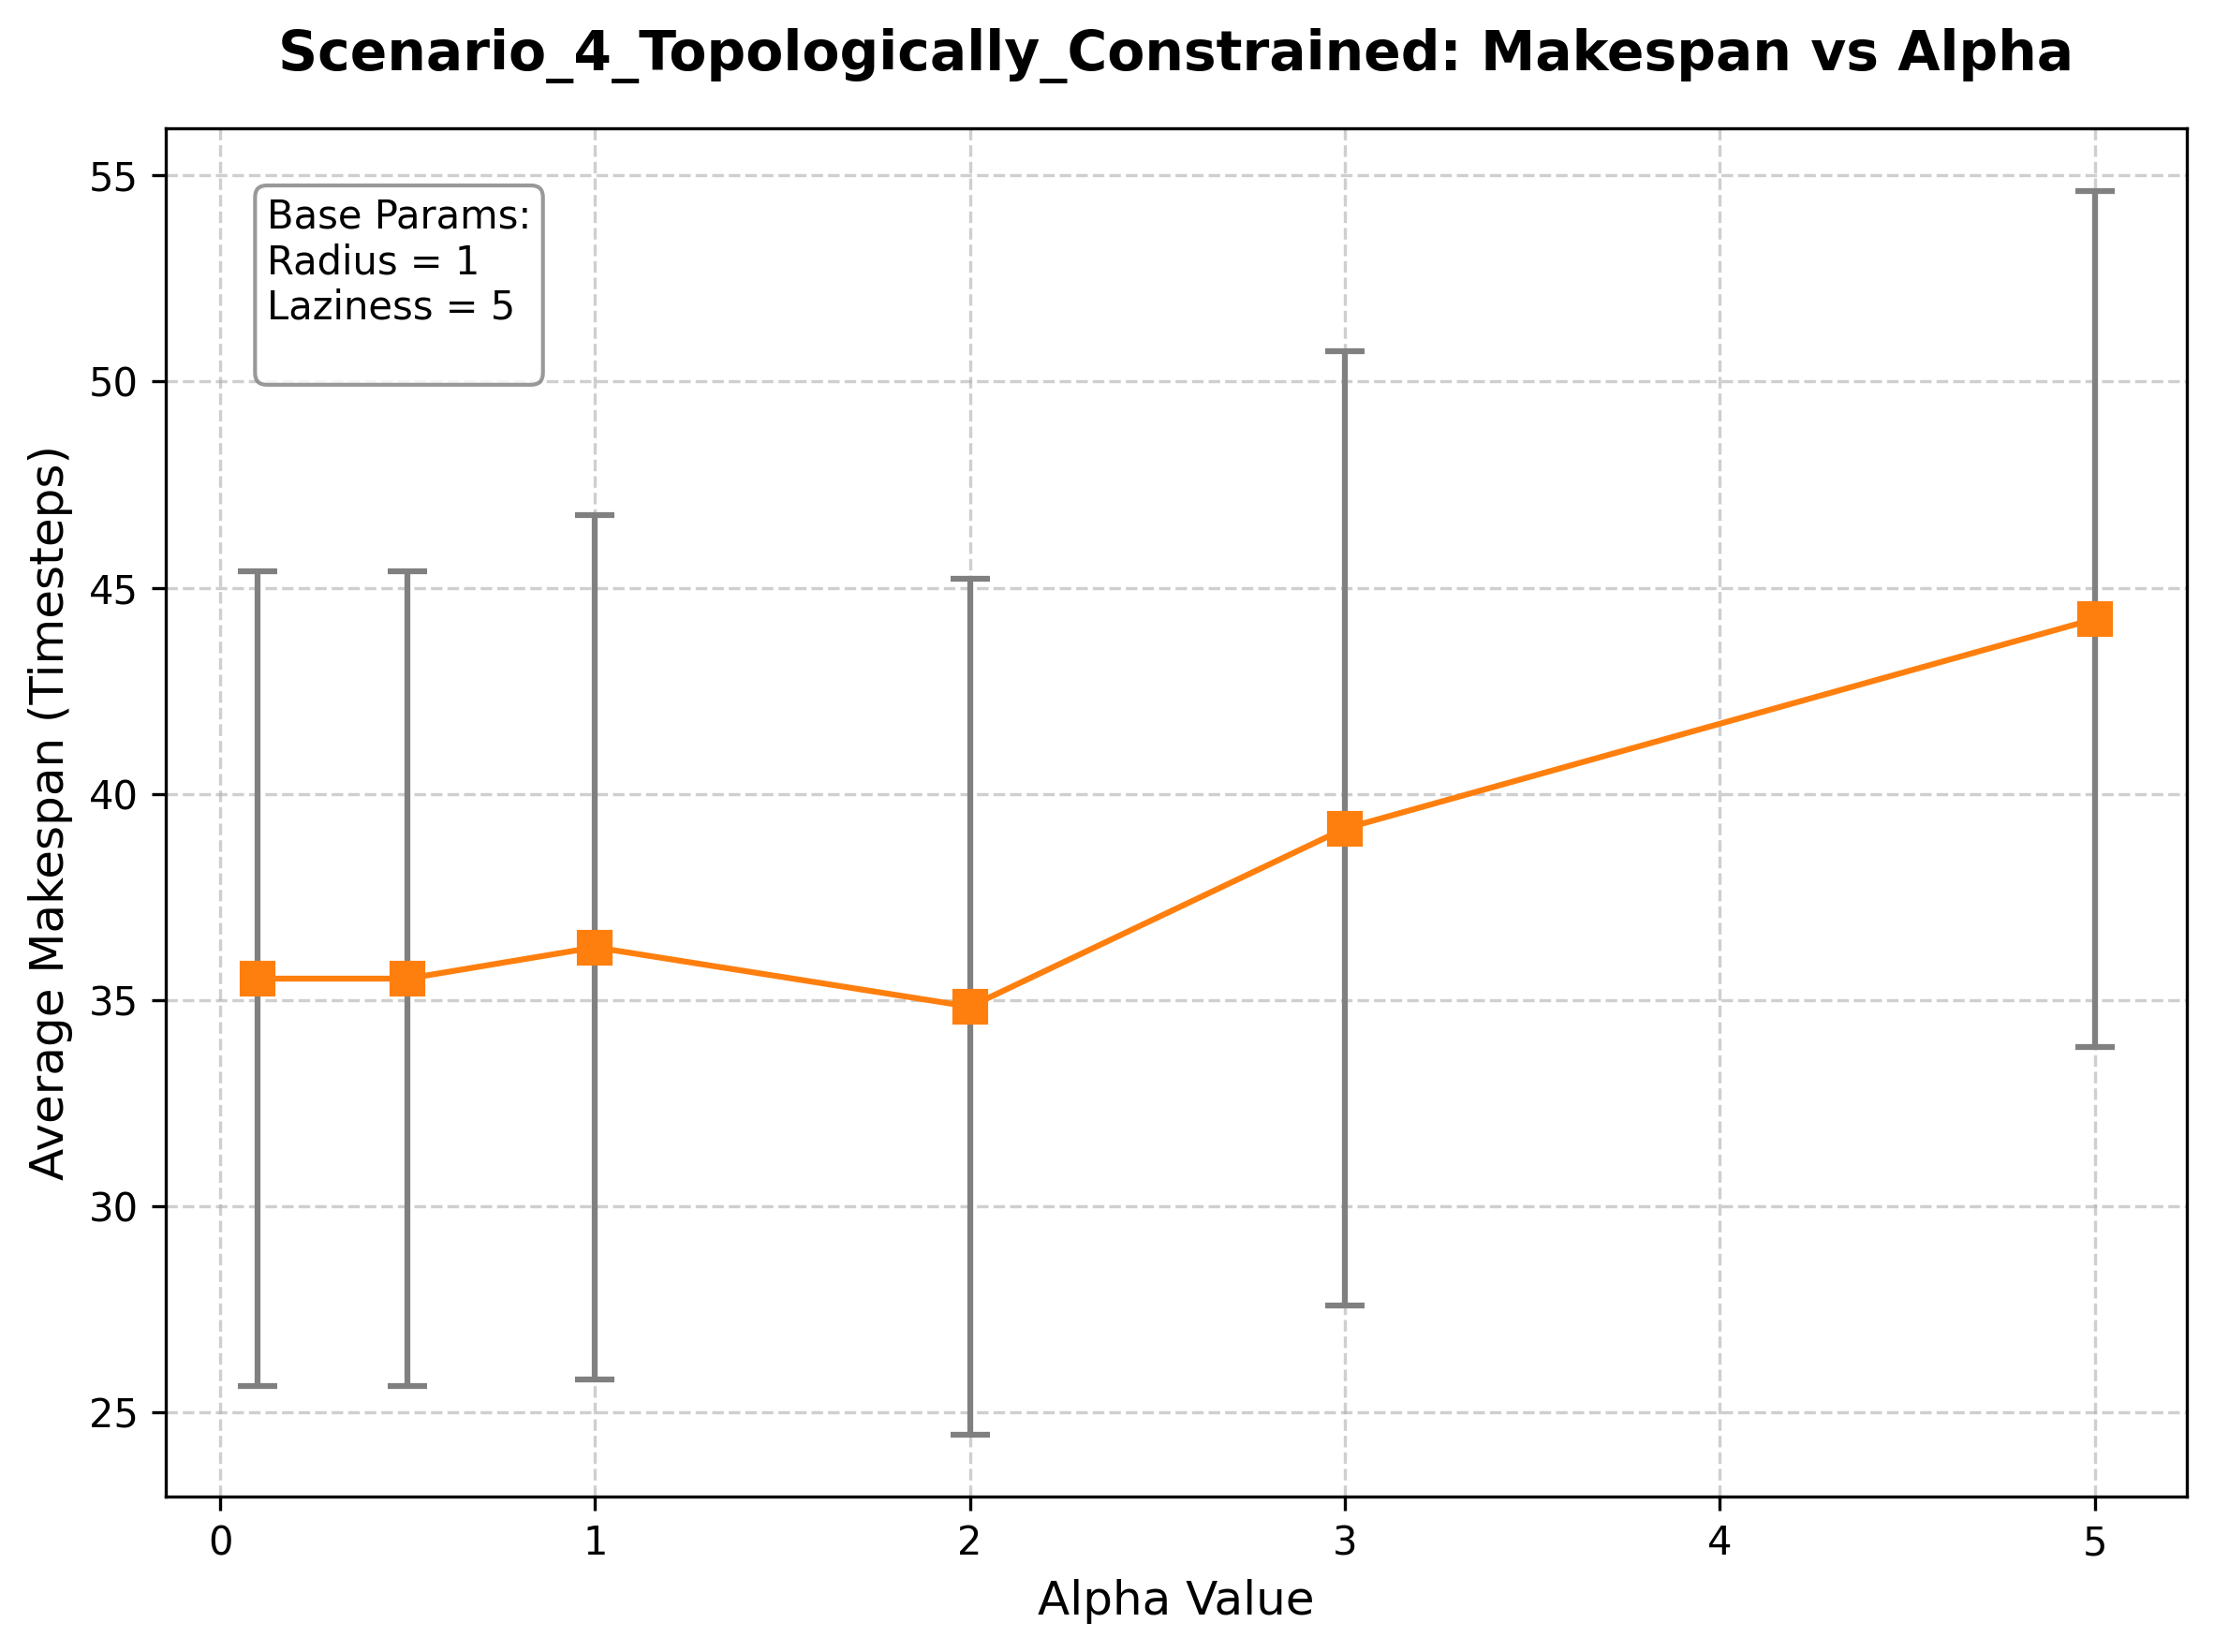 Scenario_4_Topologically_Constrained: Makespan vs Alpha
55
50
45
40
35
30
25
Average Makespan (Timesteps)
Base Params:
Radius = 1
Laziness = 5
0 1 2 3 4 5
Alpha Value